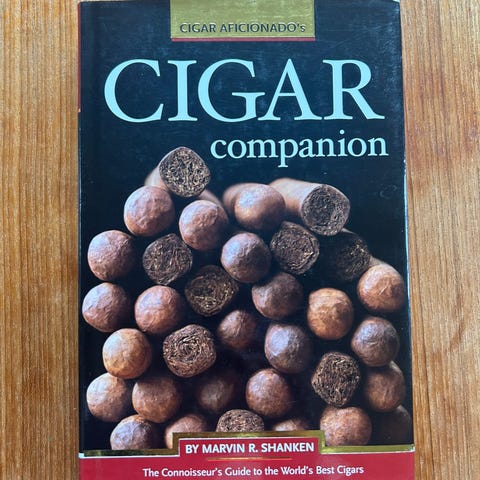 CIGAR AFICIONADO's
CIGAR
companion
BY MARVIN R. SHANKEN
The Connoisseur's Guide to the World's Best Cigars